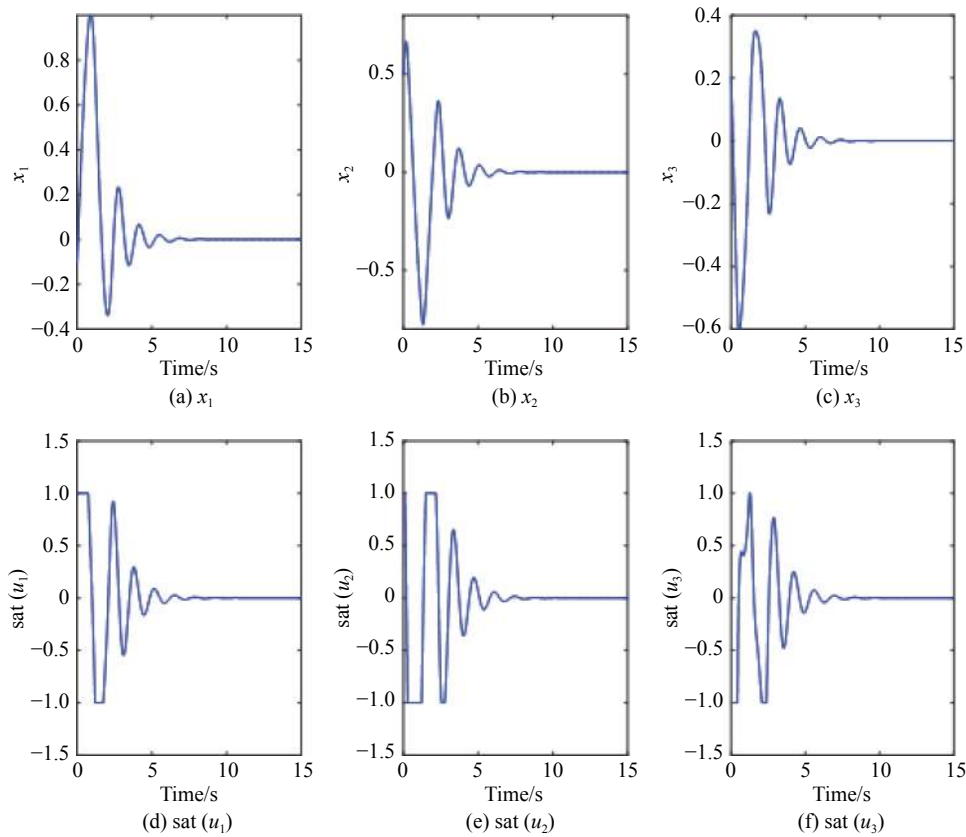 0.8
0.6
0.4
0.2
0
−0.2
−0.4
x1
0 5 10 15
Time/s
(a) x1
0.5
0
−0.5
x2
0 5 10 15
Time/s
(b) x2
0.4
0.2
0
−0.2
−0.4
−0.6
x3
0 5 10 15
Time/s
(c) x3
1.5
1.0
0.5
0
−0.5
−1.0
−1.5
sat (u1)
0 5 10 15
Time/s
(d) sat (u1)
1.5
1.0
0.5
0
−0.5
−1.0
−1.5
sat (u2)
0 5 10 15
Time/s
(e) sat (u2)
1.5
1.0
0.5
0
−0.5
−1.0
−1.5
sat (u3)
0 5 10 15
Time/s
(f) sat (u3)